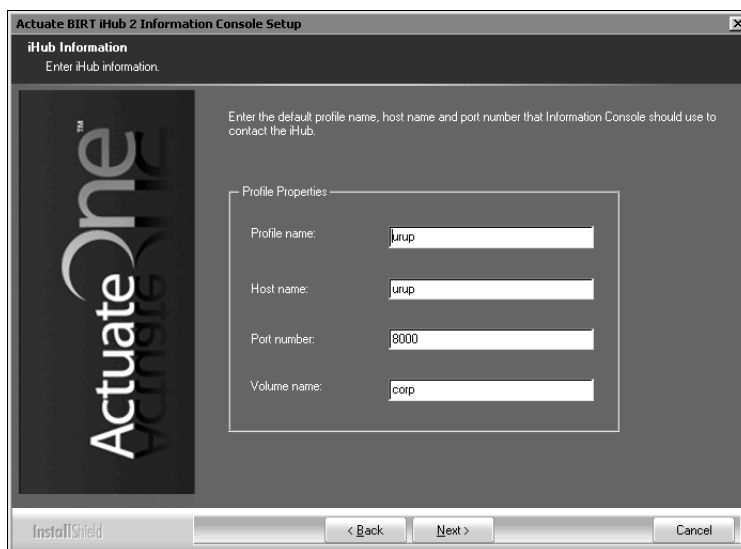 Actuate BIRT iHub 2 Information Console Setup
iHub Information
Enter iHub information.
ActuateOne™
Enter the default profile name, host name and port number that Information Console should use to
contact the iHub.
Profile Properties
Profile name:
urup
Host name:
urup
Port number:
8000
Volume name:
corp
InstallShield
< Back
Next >
Cancel